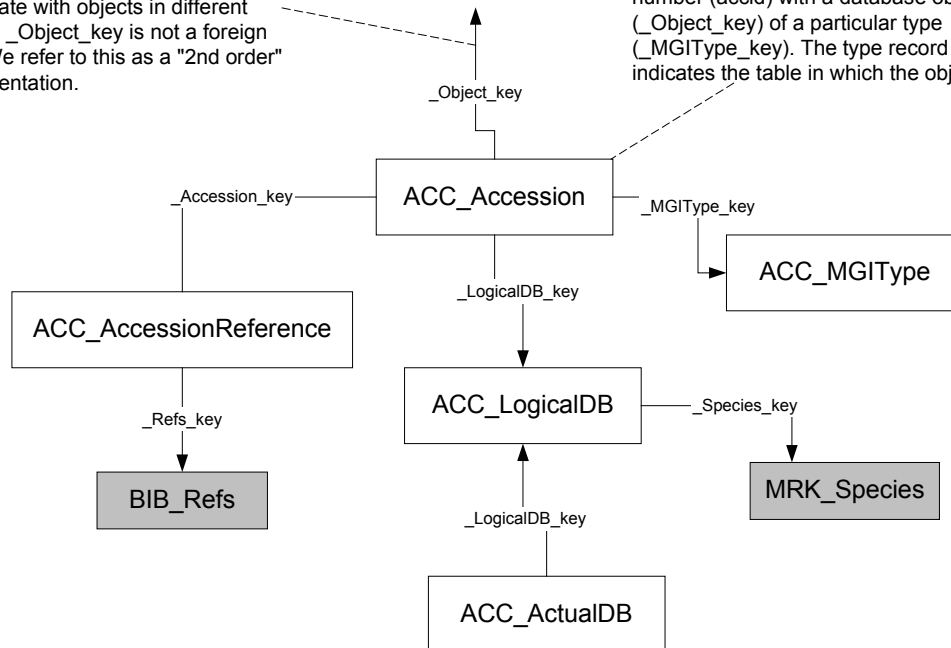 ate with objects in different
_Object_key is not a foreign
We refer to this as a "2nd order"
entation.
number (accid) with a database ob
(_Object_key) of a particular type
(_MGIType_key). The type record
indicates the table in which the obj
_Object_key
ACC_Accession
_Accession_key
_MGIType_key
ACC_MGIType
_LogicalDB_key
ACC_AccessionReference
ACC_LogicalDB
_Species_key
_Refs_key
BIB_Refs
MRK_Species
_LogicalDB_key
ACC_ActualDB